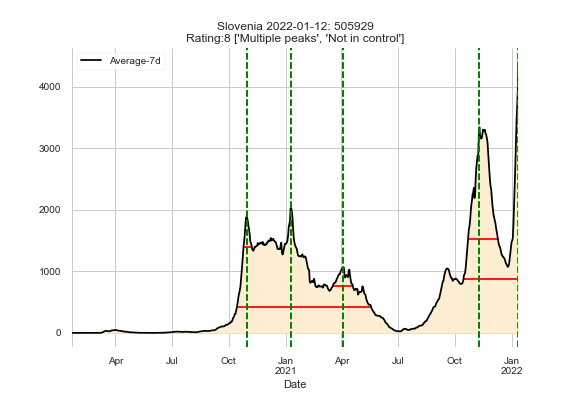 Slovenia 2022-01-12: 505929
Rating:8 ['Multiple peaks', 'Not in control']
Average-7d
4000
3000
2000
1000
0
Apr
Jul
Oct
Jan
2021
Apr
Jul
Oct
Jan
2022
Date